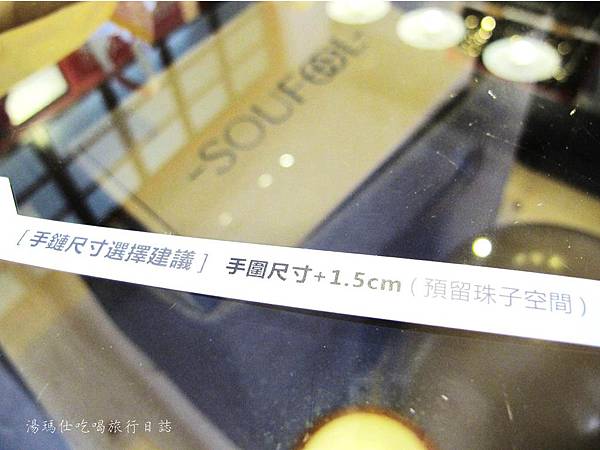 -SOUFEEL-
[ 手鏈尺寸選擇建議 ] 手圍尺寸+1.5cm ( 預留珠子空間 )
湯瑪仕吃喝旅行日誌